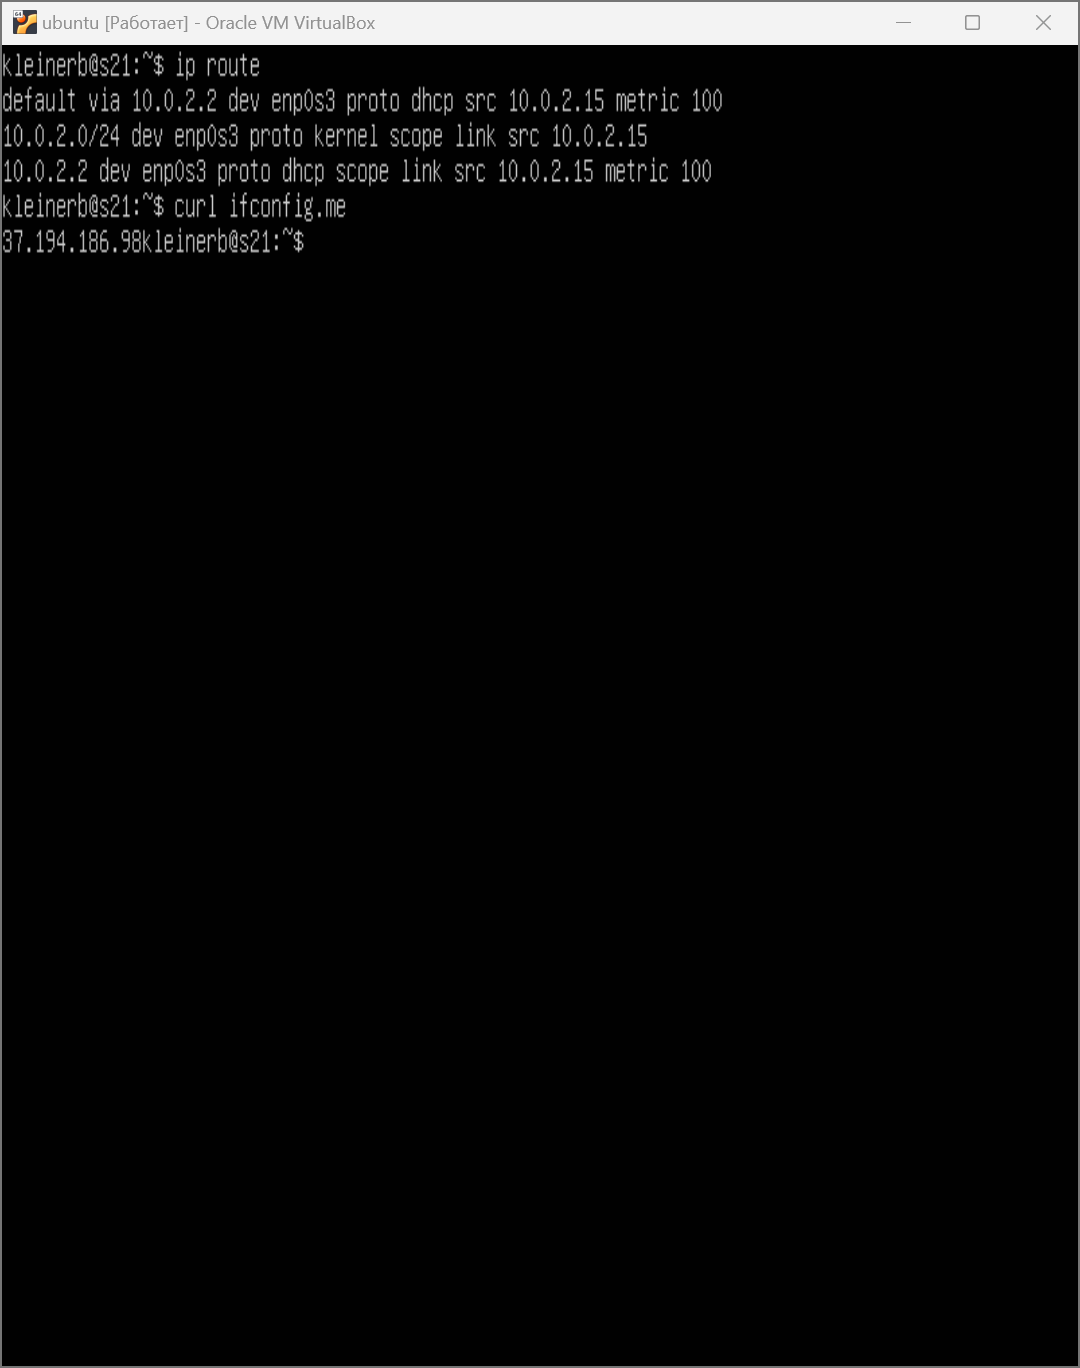 ubuntu [Работает] - Oracle VM VirtualBox
kleinerb@s21:~$ ip route
default via 10.0.2.2 dev enp0s3 proto dhcp src 10.0.2.15 metric 100
10.0.2.0/24 dev enp0s3 proto kernel scope link src 10.0.2.15
10.0.2.2 dev enp0s3 proto dhcp scope link src 10.0.2.15 metric 100
kleinerb@s21:~$ curl ifconfig.me
37.194.186.98kleinerb@s21:~$